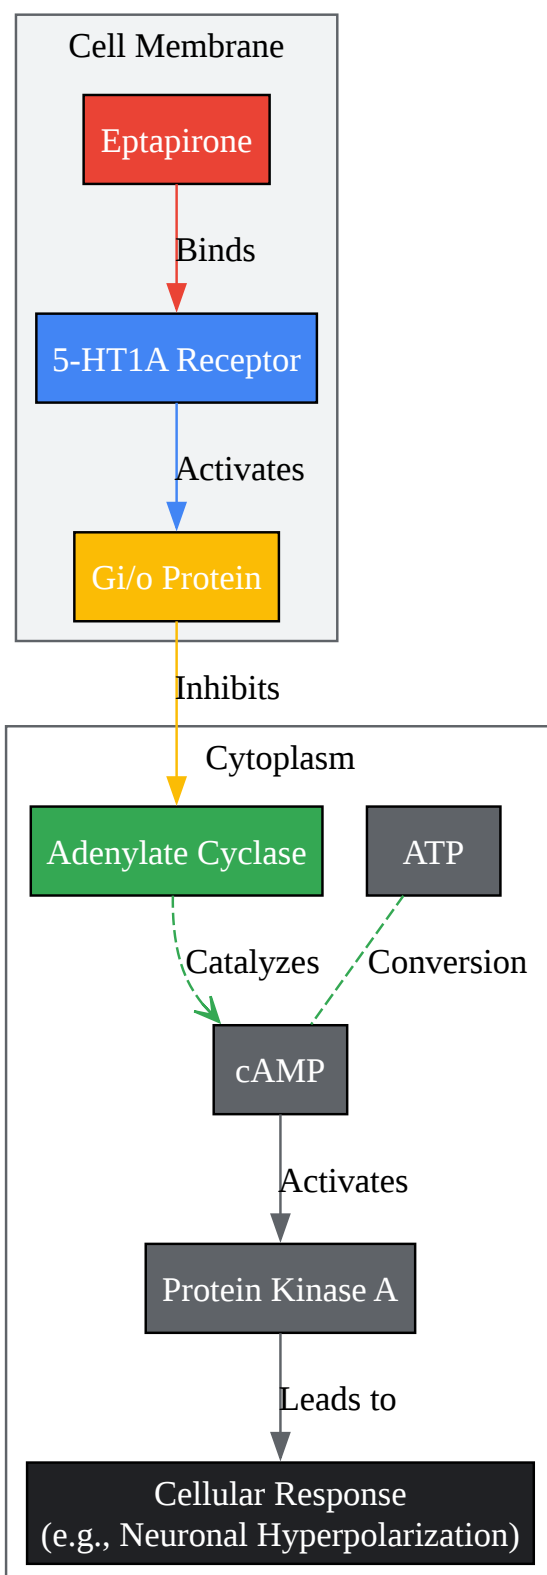 Cell Membrane
Eptapirone
Binds
5-HT1A Receptor
Activates
Gi/o Protein
Inhibits
Cytoplasm
Adenylate Cyclase
ATP
Catalyzes
Conversion
cAMP
Activates
Protein Kinase A
Leads to
Cellular Response
(e.g., Neuronal Hyperpolarization)